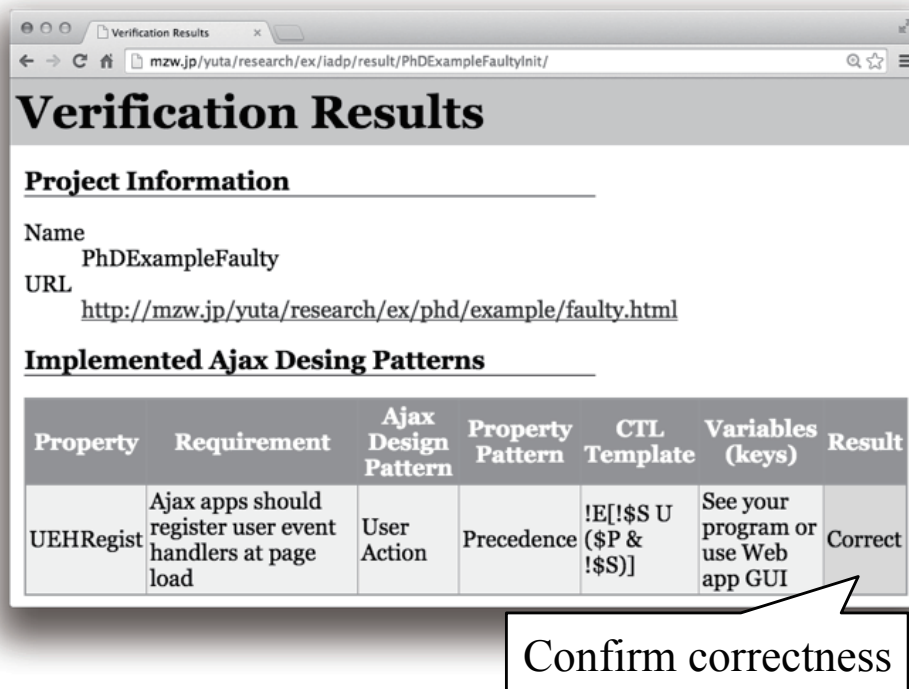 Verification Results
mzw.jp/yuta/research/ex/iadp/result/PhDExampleFaultyInit/
Verification Results
Project Information
Name
PhDExampleFaulty
URL
http://mzw.jp/yuta/research/ex/phd/example/faulty.html
Implemented Ajax Desing Patterns
Property
Requirement
Ajax
Design
Pattern
Property
Pattern
CTL
Template
Variables
(keys)
Result
UEHRegist
Ajax apps should
register user event
handlers at page
load
User
Action
Precedence
!E[!$S U
($P &
!$S)]
See your
program or
use Web
app GUI
Correct
Confirm correctness